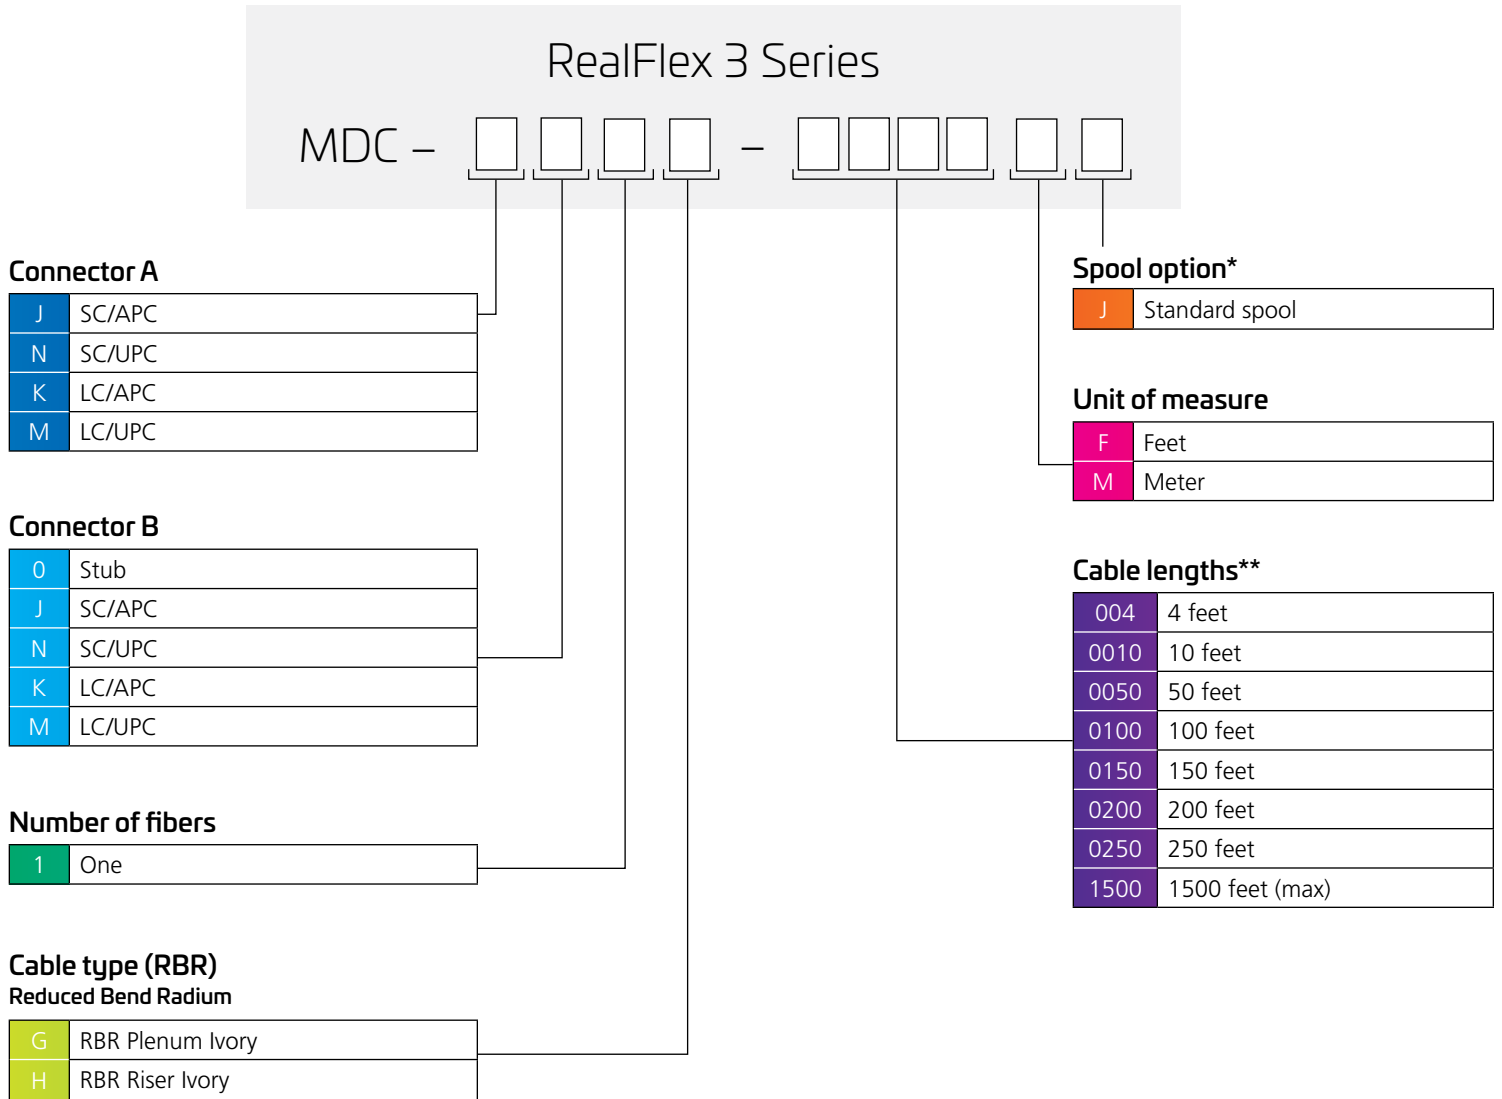 RealFlex 3 Series
MDC – –
Connector A
J SC/APC
N SC/UPC
K LC/APC
M LC/UPC
Connector B
0 Stub
J SC/APC
N SC/UPC
K LC/APC
M LC/UPC
Number of fibers
1 One
Cable type (RBR)
Reduced Bend Radium
G RBR Plenum Ivory
H RBR Riser Ivory
Spool option*
J Standard spool
Unit of measure
F Feet
M Meter
Cable lengths**
004 4 feet
0010 10 feet
0050 50 feet
0100 100 feet
0150 150 feet
0200 200 feet
0250 250 feet
1500 1500 feet (max)